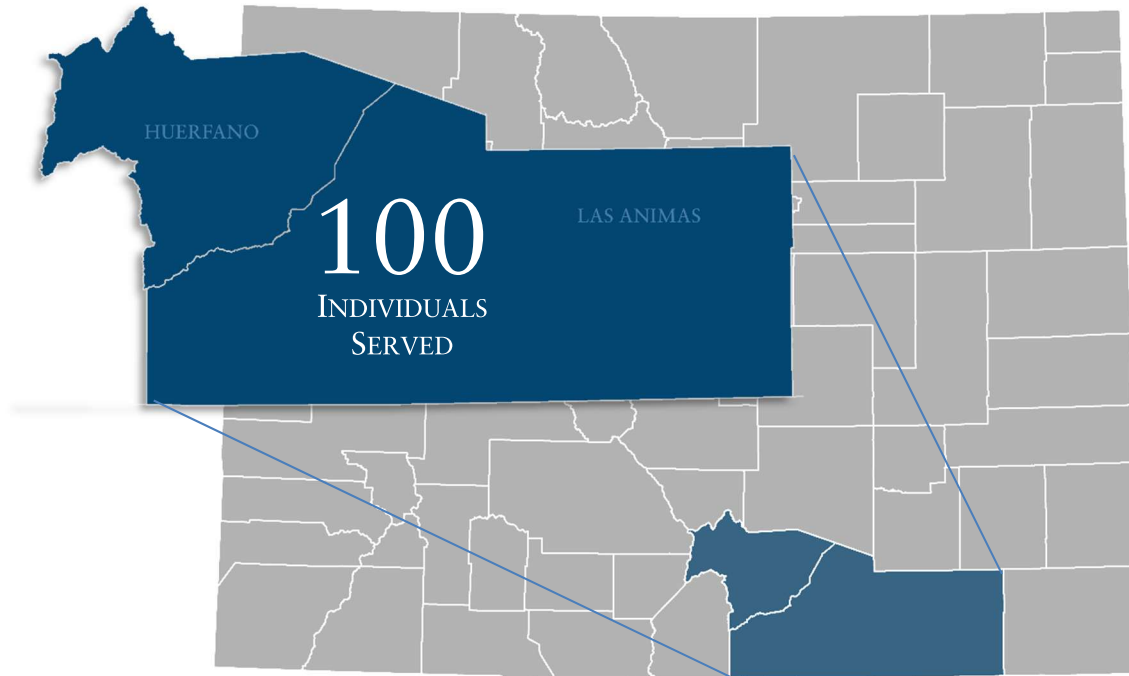 HUERFANO
LAS ANIMAS
100
INDIVIDUALS
SERVED